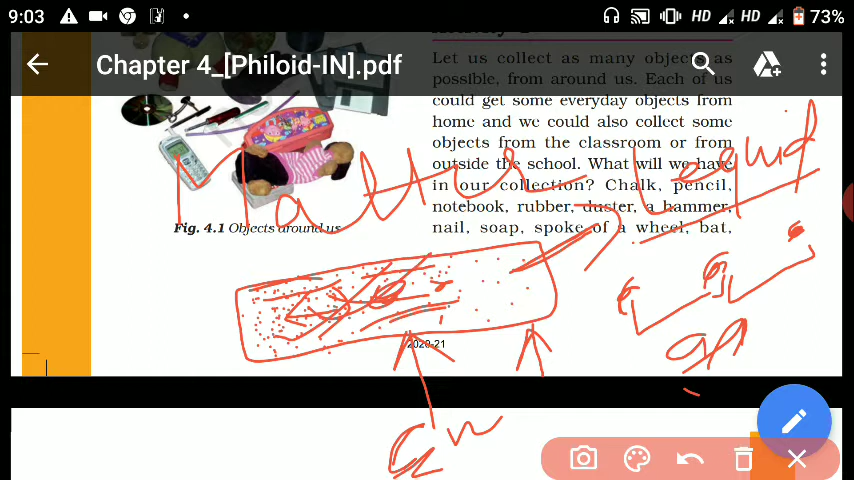 9:03 HD HD 73%
Chapter 4_[Philoid-IN].pdf
Let us collect as many objects as
possible, from around us. Each of us
could get some everyday objects from
home and we could also collect some
objects from the classroom or from
outside the school. What will we have
in our collection? Chalk, pencil,
notebook, rubber, duster, a hammer,
nail, soap, spoke of a wheel, bat,
Fig. 4.1 Objects around us
Matter
Lequid
2020-21